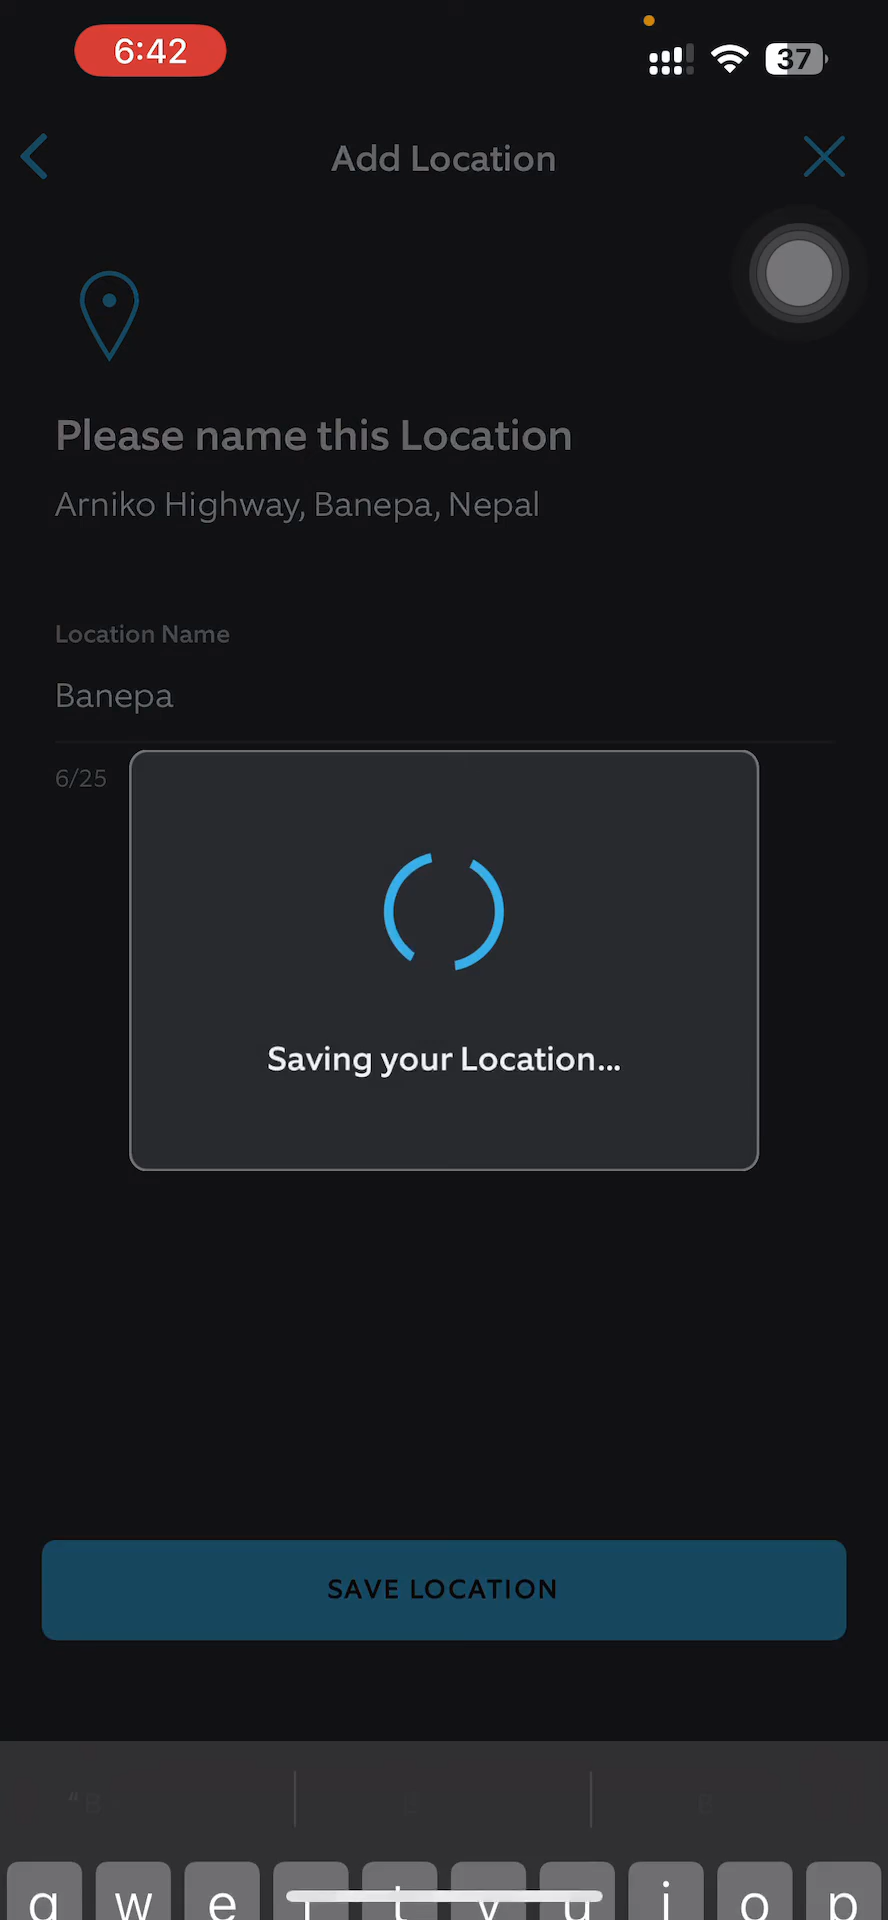 6:42
37
Add Location
Please name this Location
Arniko Highway, Banepa, Nepal
Location Name
Banepa
6/25
Saving your Location...
SAVE LOCATION
"B B B
q w e r t y u i o p